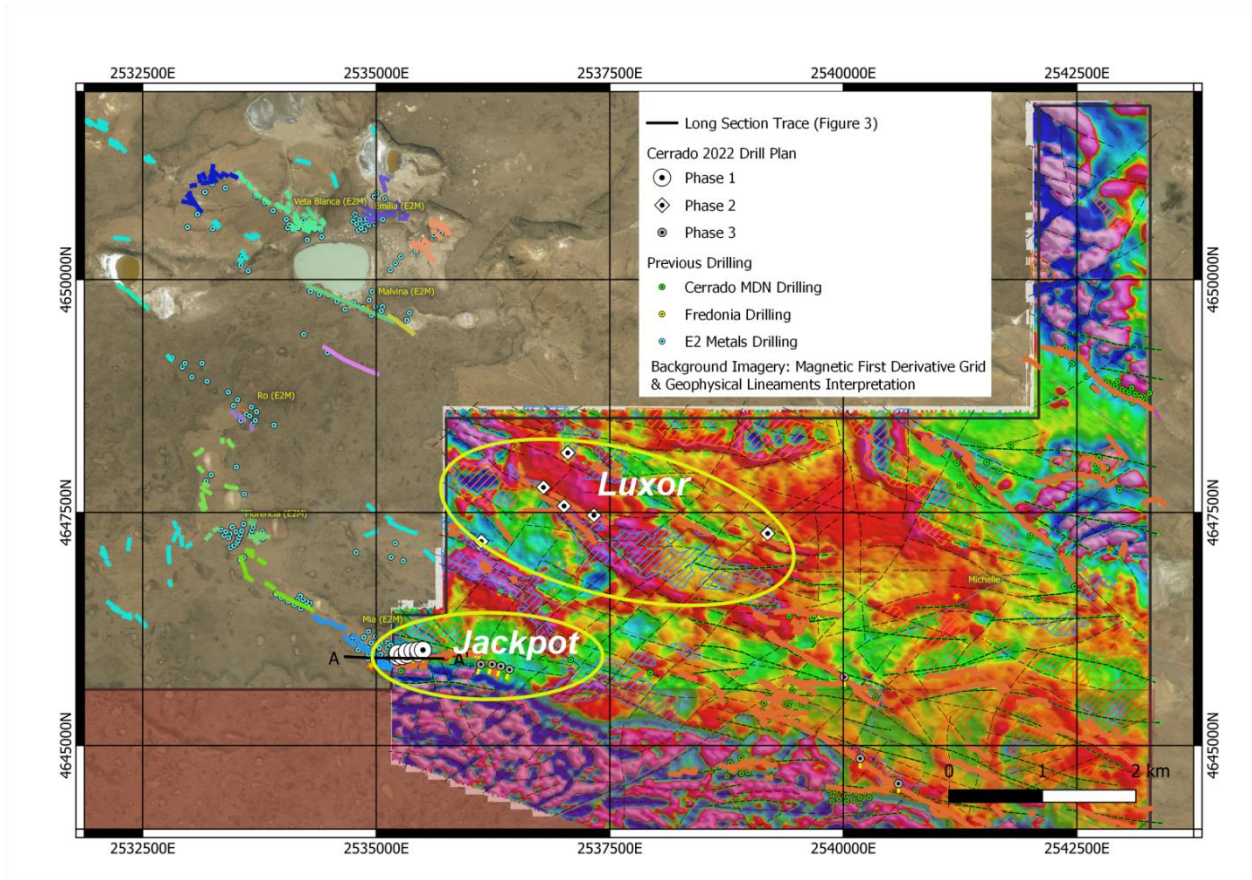 2532500E
2535000E
2537500E
2540000E
2542500E
Long Section Trace (Figure 3)
Cerrado 2022 Drill Plan
Phase 1
Phase 2
Phase 3
Previous Drilling
Cerrado MDN Drilling
Fredonia Drilling
E2 Metals Drilling
Background Imagery: Magnetic First Derivative Grid
& Geophysical Lineaments Interpretation
Veta Blanca (E2M)
Emilia (E2M)
4650000N
4650000N
Malvina (E2M)
Ro (E2M)
Luxor
4647500N
4647500N
Florencia (E2M)
Michelle
Mia (E2M)
Jackpot
A
A'
4645000N
4645000N
0
1
2 km
2532500E
2535000E
2537500E
2540000E
2542500E